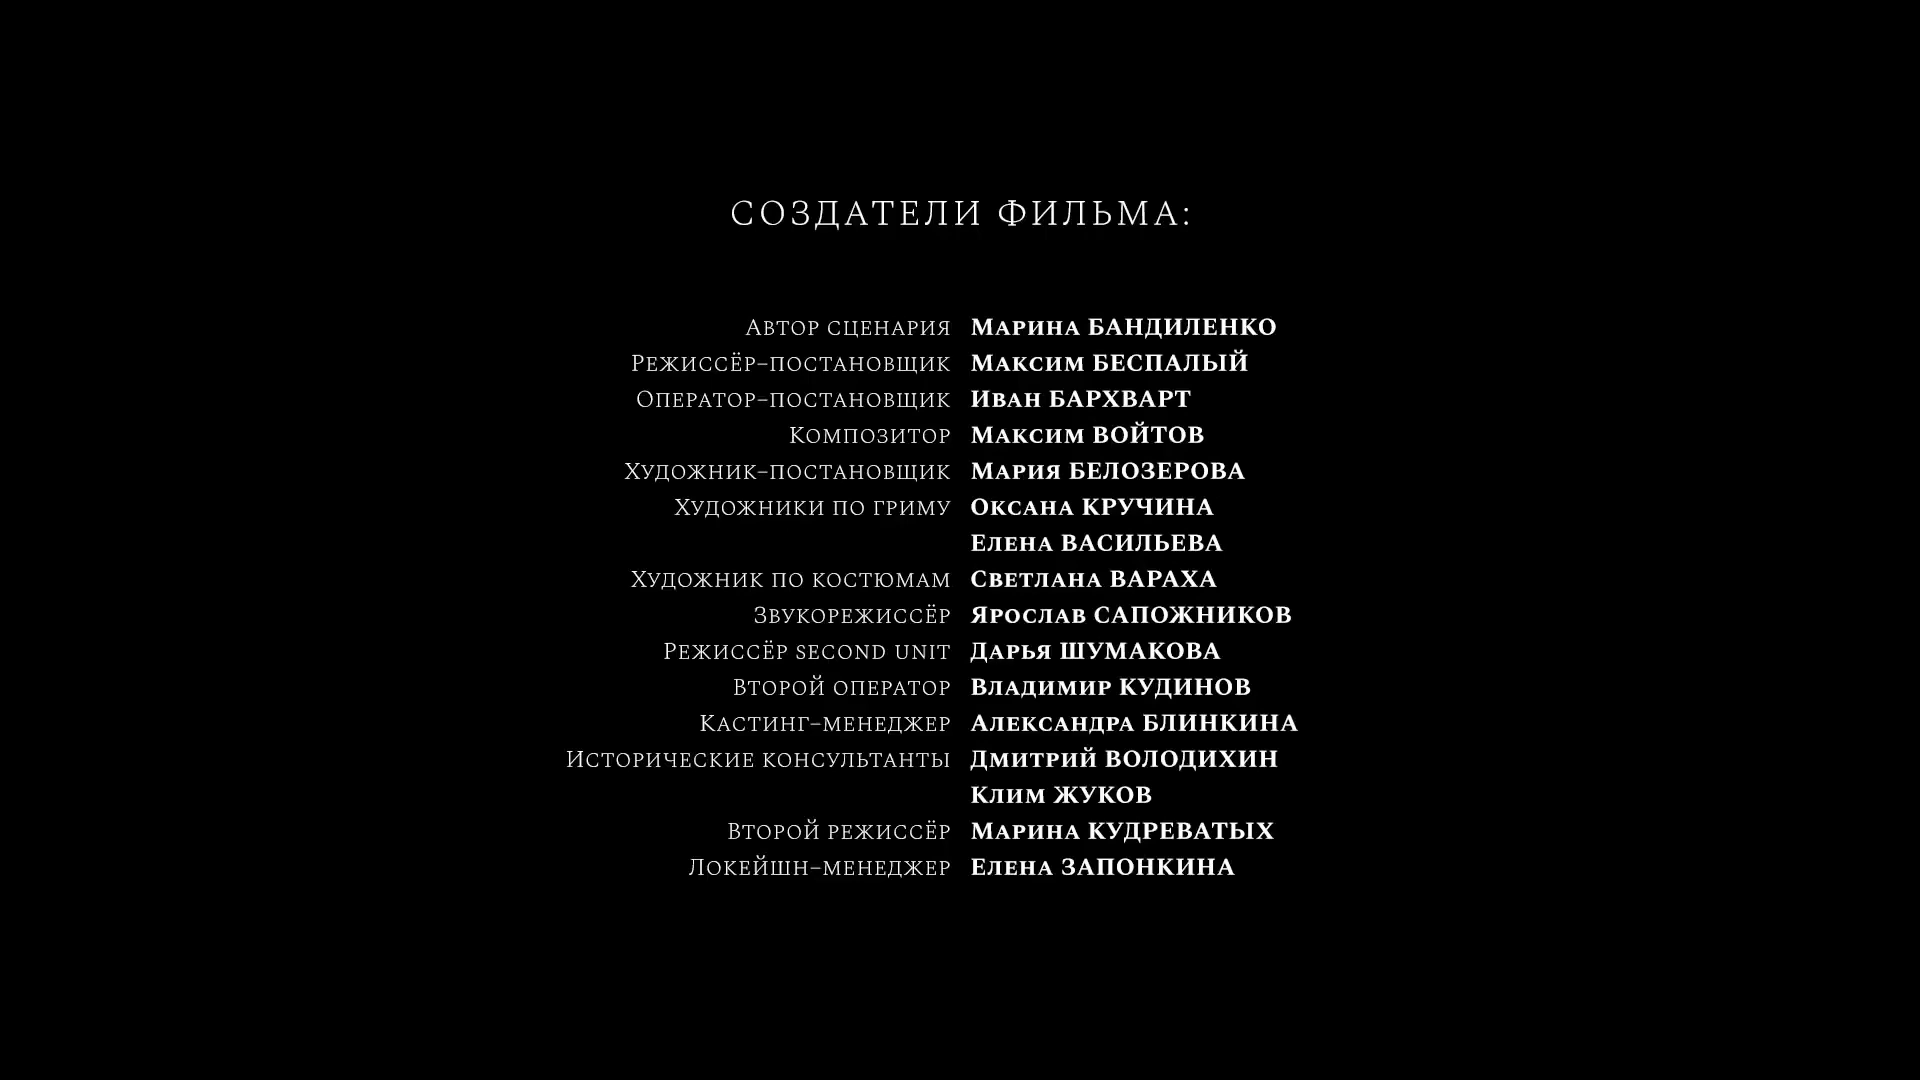 СОЗДАТЕЛИ ФИЛЬМА:
Автор сценария Марина БАНДИЛЕНКО
Режиссёр-постановщик Максим БЕСПАЛЫЙ
Оператор-постановщик Иван БАРХВАРТ
Композитор Максим ВОЙТОВ
Художник-постановщик Мария БЕЛОЗЕРОВА
Художники по гриму Оксана КРУЧИНА
Елена ВАСИЛЬЕВА
Художник по костюмам Светлана ВАРАХА
Звукорежиссёр Ярослав САПОЖНИКОВ
Режиссёр second unit Дарья ШУМАКОВА
Второй оператор Владимир КУДИНОВ
Кастинг-менеджер Александра БЛИНКИНА
Исторические консультанты Дмитрий ВОЛОДИХИН
Клим ЖУКОВ
Второй режиссёр Марина КУДРЕВАТЫХ
Локейшн-менеджер Елена ЗАПОНКИНА